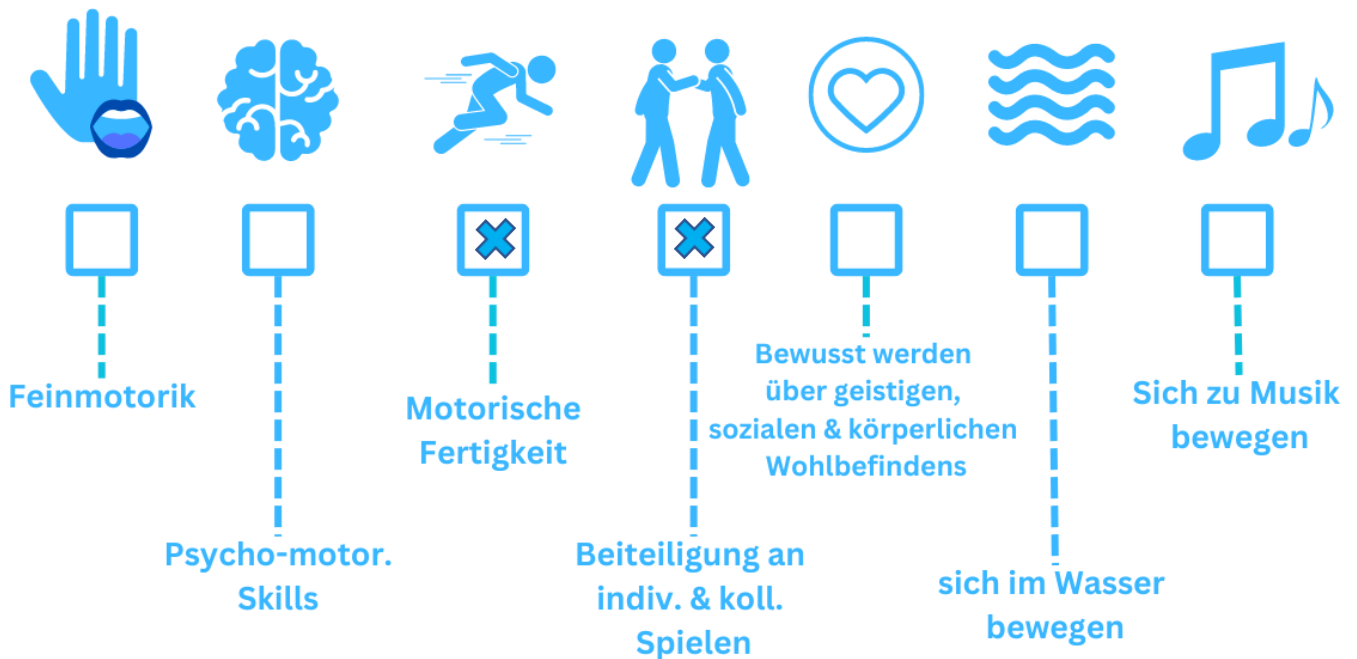 Feinmotorik
Psycho-motor.
Skills
Motorische
Fertigkeit
Beiteiligung an
indiv. & koll.
Spielen
Bewusst werden
über geistigen,
sozialen & körperlichen
Wohlbefindens
sich im Wasser
bewegen
Sich zu Musik
bewegen